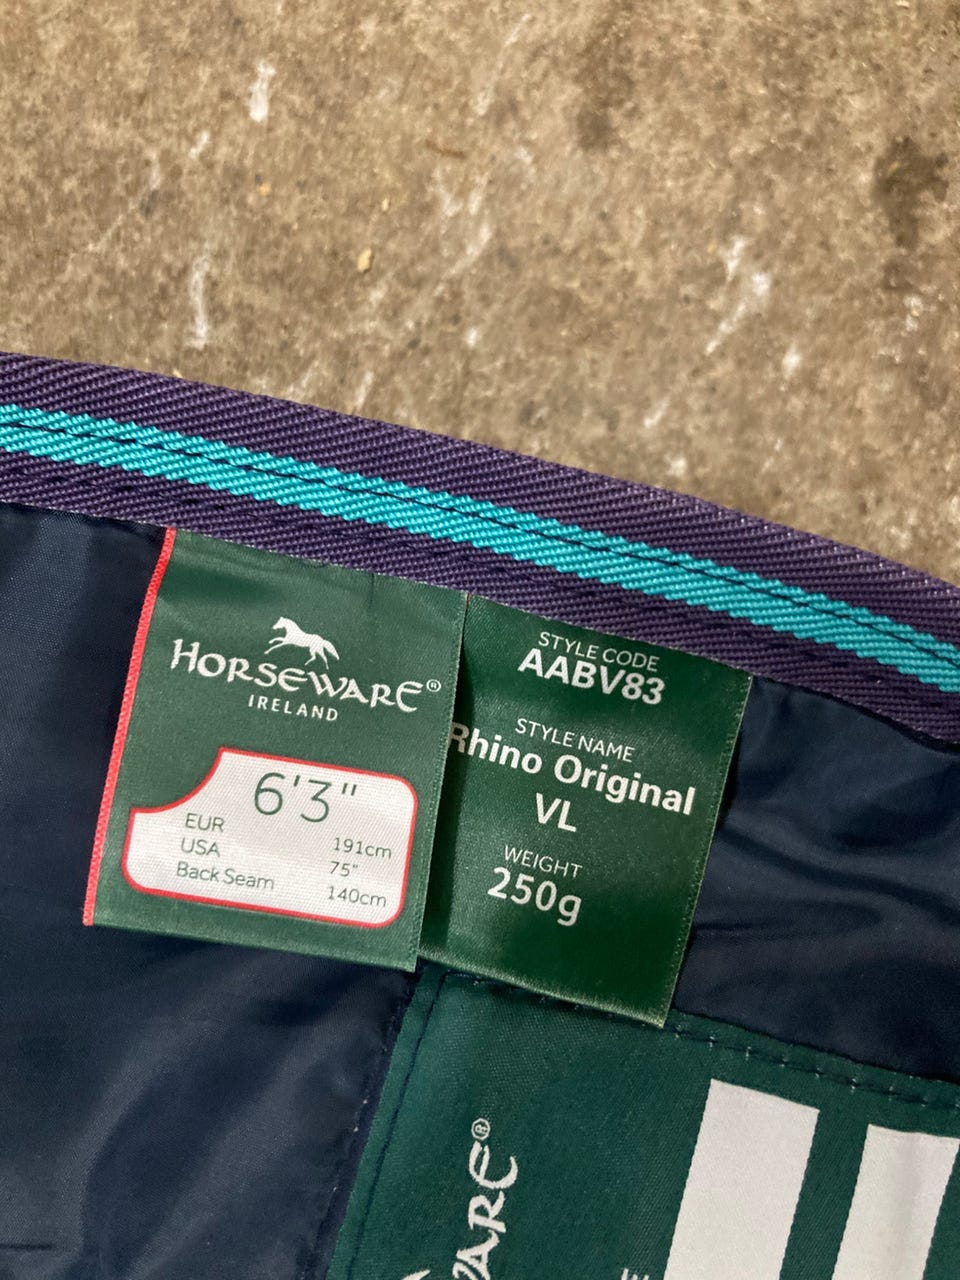 HORSEWARE®
IRELAND
6'3"
EUR 191cm
USA 75"
Back Seam 140cm
STYLE CODE
AABV83
STYLE NAME
Rhino Original
VL
WEIGHT
250g